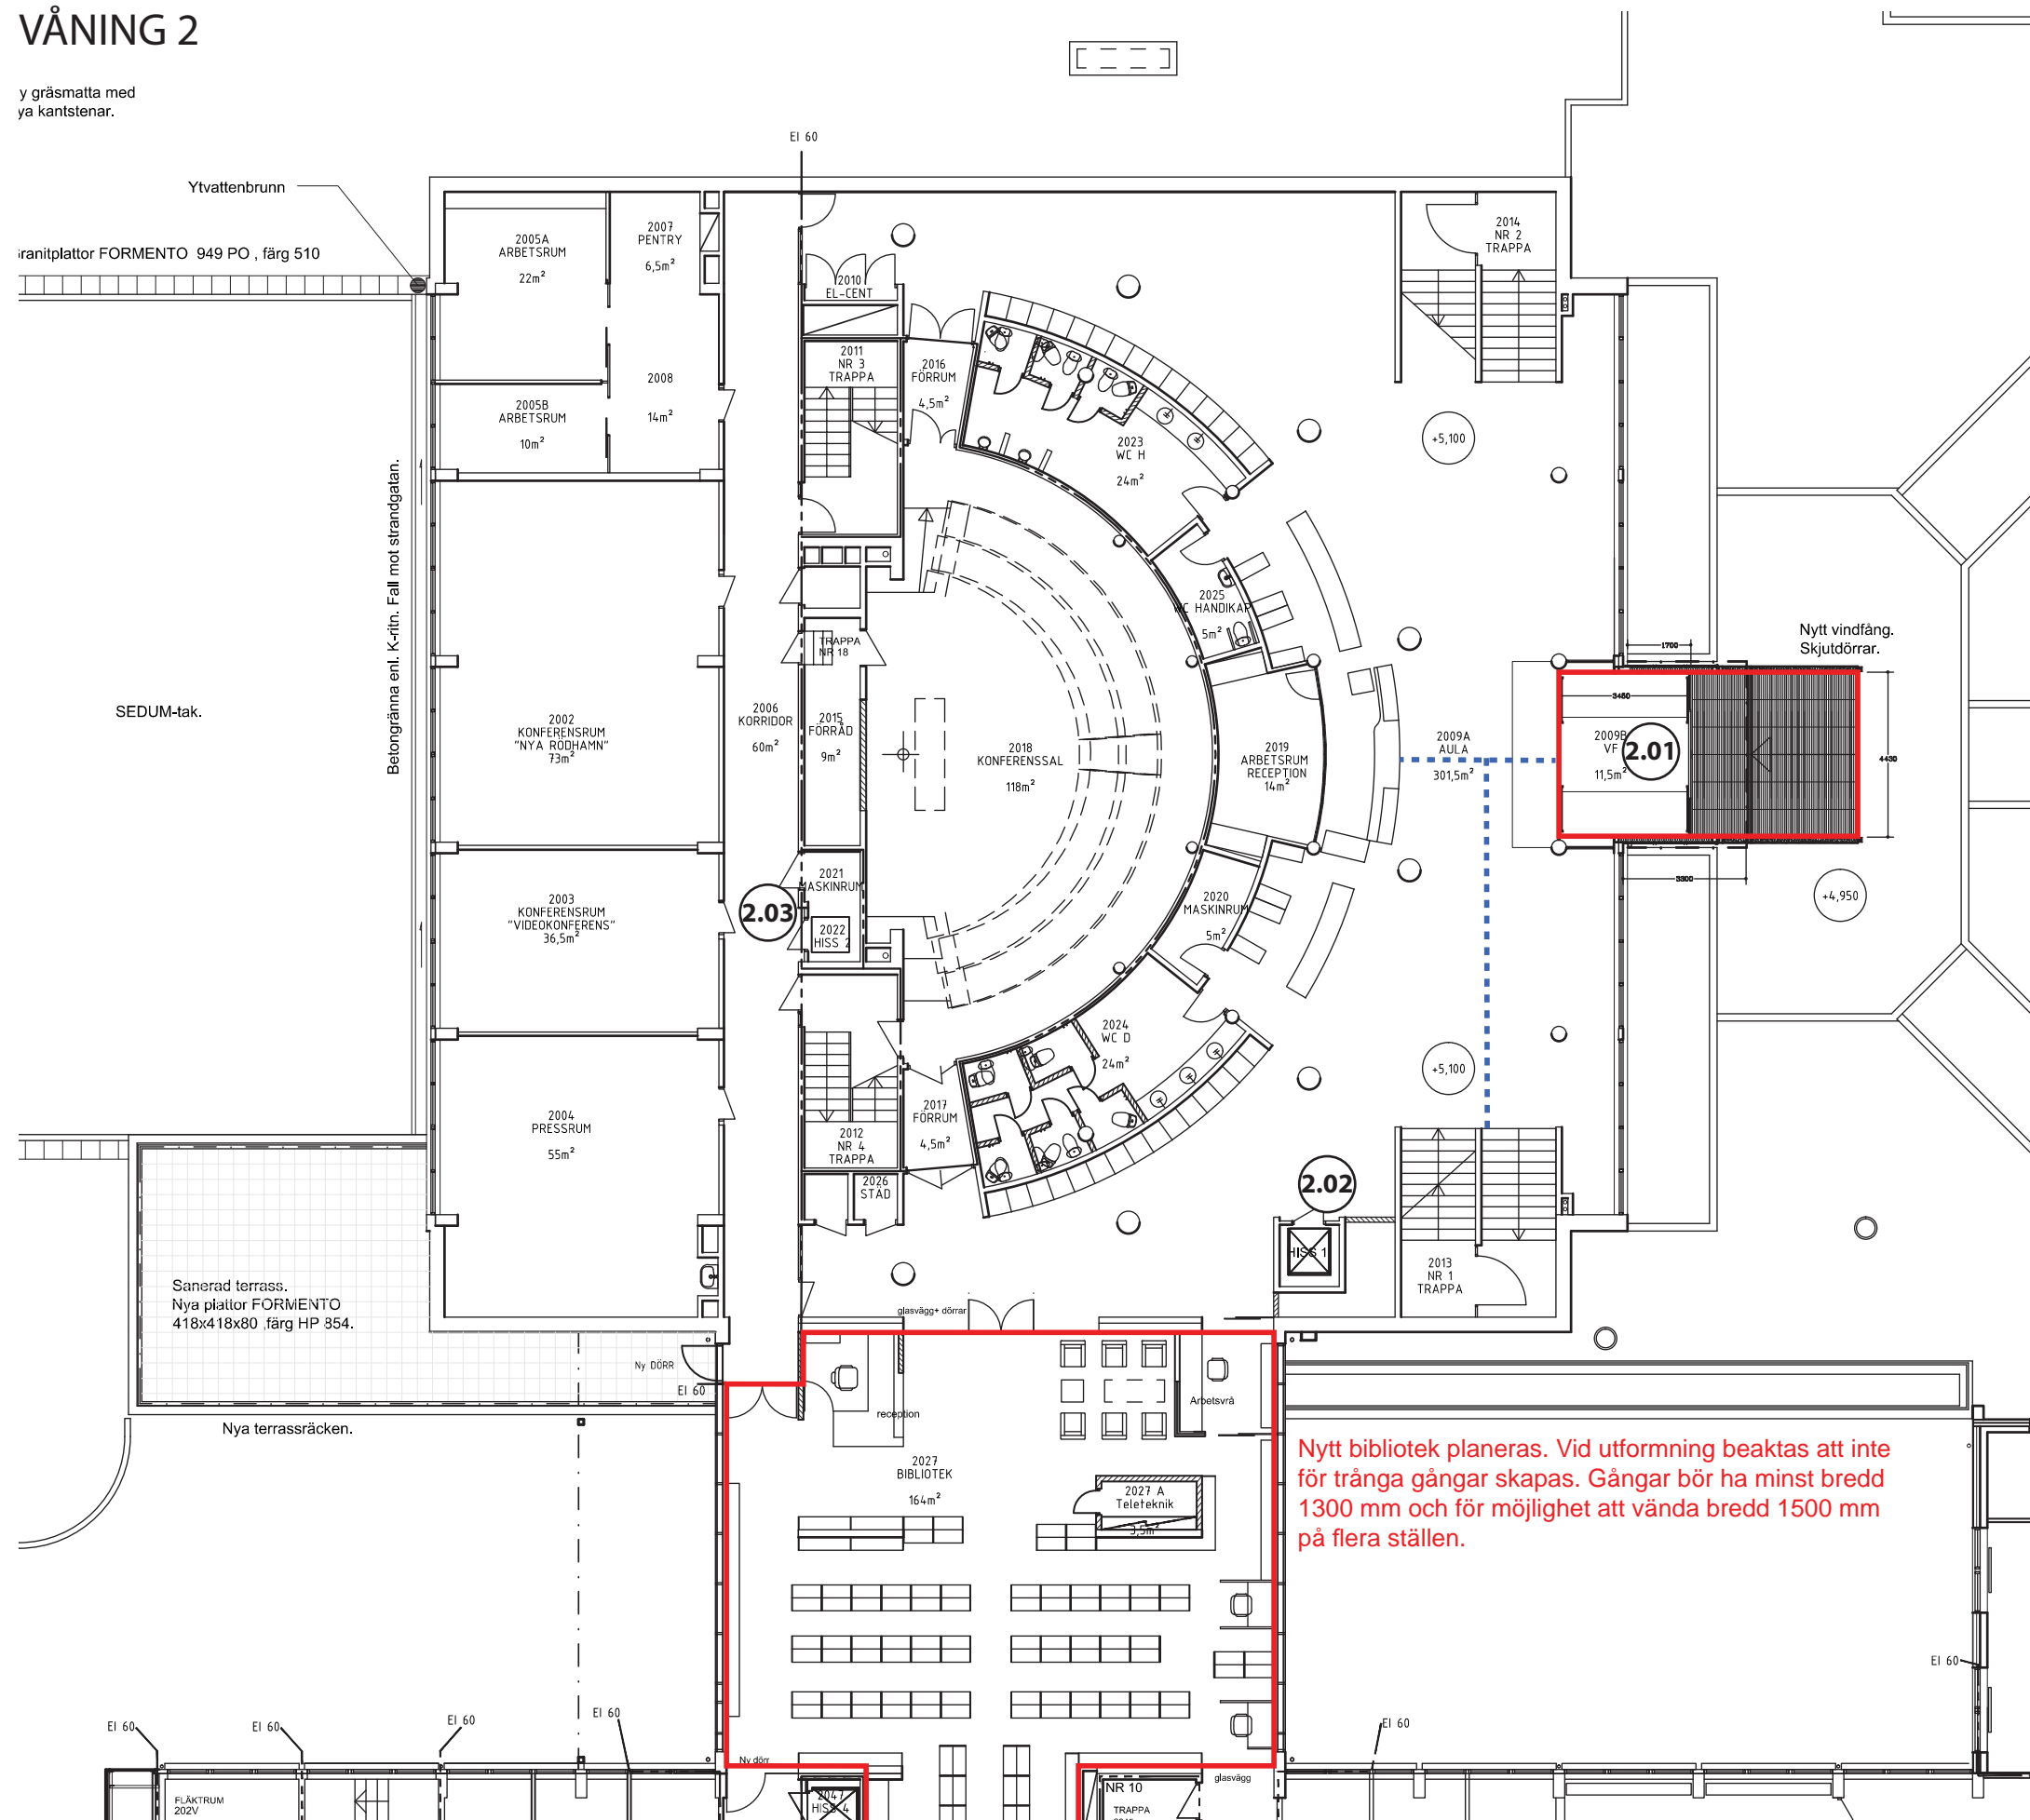 VÅNING 2
y gräsmatta med
ya kantstenar.
EI 60
Ytvattenbrunn
ranitplattor FORMENTO 949 PO , färg 510
2005A
ARBETSRUM
22m²
2007
PENTRY
6,5m²
2010
EL-CENT
2014
NR 2
TRAPPA
2011
NR 3
TRAPPA
2016
FÖRRUM
4,5m²
2008
14m²
2005B
ARBETSRUM
10m²
2023
WC H
24m²
+5,100
Betongränna enl. K-ritn. Fall mot strandgatan.
2025
WC HANDIKAP
5m²
TRAPPA
NR 18
Nytt vindfång.
Skjutdörrar.
1700
3450
SEDUM-tak.
2002
KONFERENSRUM
"NYA RÖDHAMN"
73m²
2006
KORRIDOR
60m²
2015
FÖRRÅD
9m²
2018
KONFERENSSAL
118m²
2019
ARBETSRUM
RECEPTION
14m²
2009A
AULA
301,5m²
2009B
VF
11,5m²
2.01
4430
3300
+4,950
2003
KONFERENSRUM
"VIDEOKONFERENS"
36,5m²
2.03
2021
MASKINRUM
2022
HISS 2
2020
MASKINRUM
5m²
2024
WC D
24m²
+5,100
2004
PRESSRUM
55m²
2012
NR 4
TRAPPA
2017
FÖRRUM
4,5m²
2026
STÄD
2.02
HISS 1
2013
NR 1
TRAPPA
Sanerad terrass.
Nya plattor FORMENTO
418x418x80 ,färg HP 854.
glasvägg+ dörrar
Ny DÖRR
EI 60
Nya terrassräcken.
reception
Arbetsvrå
2027
BIBLIOTEK
164m²
2027 A
Teleteknik
3,5m²
Nytt bibliotek planeras. Vid utformning beaktas att inte
för trånga gångar skapas. Gångar bör ha minst bredd
1300 mm och för möjlighet att vända bredd 1500 mm
på flera ställen.
EI 60
EI 60
EI 60
EI 60
EI 60
EI 60
Ny dörr
glasvägg
FLÄKTRUM
202V
2047
HISS 4
NR 10
TRAPPA